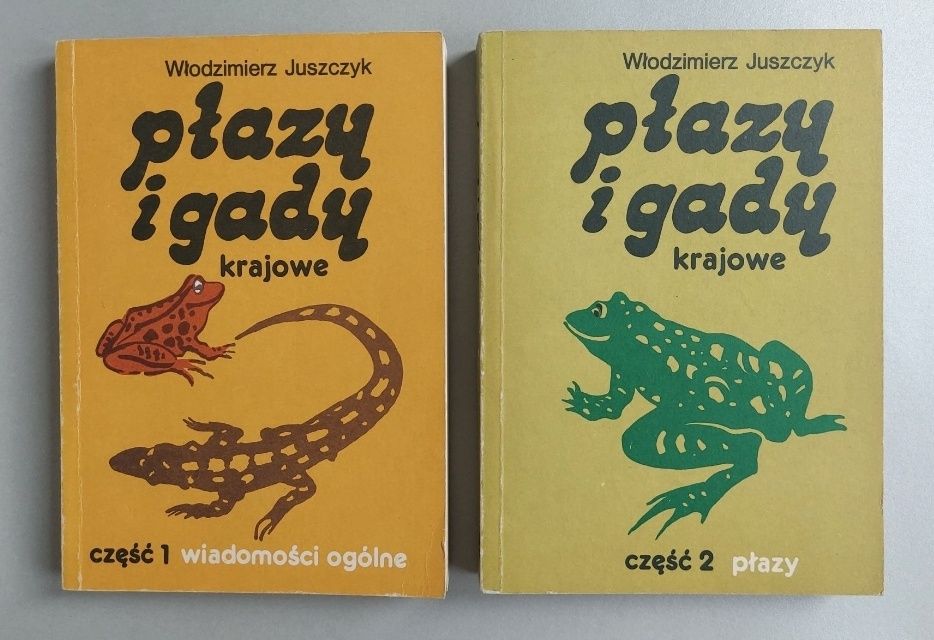 Włodzimierz Juszczyk
płazy
i gady
krajowe
część 1 wiadomości ogólne
Włodzimierz Juszczyk
płazy
i gady
krajowe
część 2 płazy